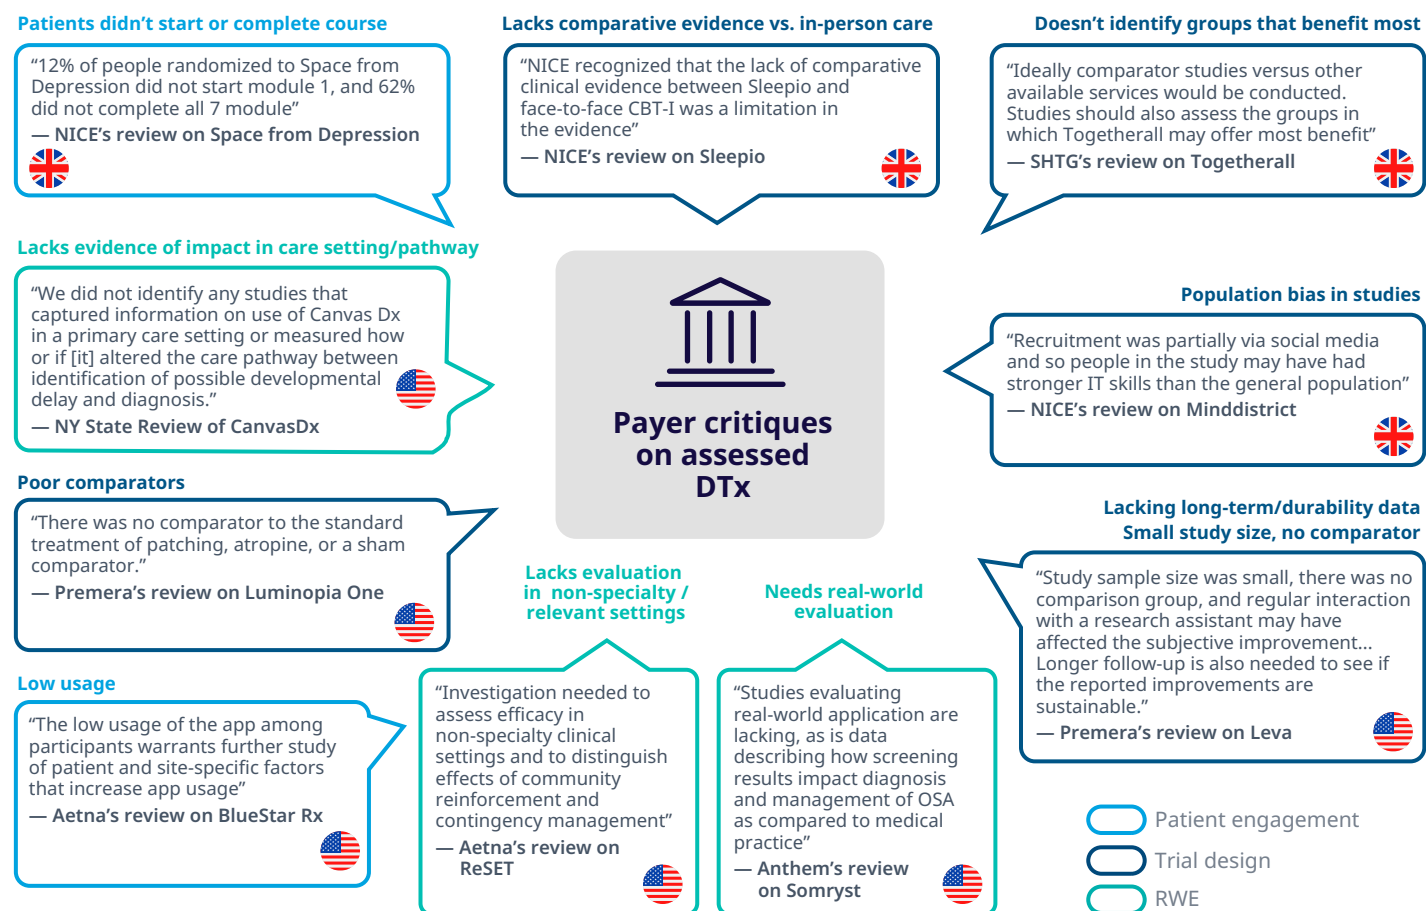 Patients didn’t start or complete course
“12% of people randomized to Space from
Depression did not start module 1, and 62%
did not complete all 7 module”
— NICE’s review on Space from Depression
Lacks comparative evidence vs. in-person care
“NICE recognized that the lack of comparative
clinical evidence between Sleepio and
face-to-face CBT-I was a limitation in
the evidence”
— NICE’s review on Sleepio
Doesn’t identify groups that benefit most
“Ideally comparator studies versus other
available services would be conducted.
Studies should also assess the groups in
which Togetherall may offer most benefit”
— SHTG’s review on Togetherall
Lacks evidence of impact in care setting/pathway
“We did not identify any studies that
captured information on use of Canvas Dx
in a primary care setting or measured how
or if [it] altered the care pathway between
identification of possible developmental
delay and diagnosis.”
— NY State Review of CanvasDx
Payer critiques
on assessed
DTx
Population bias in studies
“Recruitment was partially via social media
and so people in the study may have had
stronger IT skills than the general population”
— NICE’s review on Minddistrict
Poor comparators
“There was no comparator to the standard
treatment of patching, atropine, or a sham
comparator.”
— Premera’s review on Luminopia One
Lacking long-term/durability data
Small study size, no comparator
“Study sample size was small, there was no
comparison group, and regular interaction
with a research assistant may have
affected the subjective improvement...
Longer follow-up is also needed to see if
the reported improvements are
sustainable.”
— Premera’s review on Leva
Low usage
“The low usage of the app among
participants warrants further study
of patient and site-specific factors
that increase app usage”
— Aetna’s review on BlueStar Rx
Lacks evaluation
in non-specialty /
relevant settings
“Investigation needed to
assess efficacy in
non-specialty clinical
settings and to distinguish
effects of community
reinforcement and
contingency management”
— Aetna’s review on
ReSET
Needs real-world
evaluation
“Studies evaluating
real-world application are
lacking, as is data
describing how screening
results impact diagnosis
and management of OSA
as compared to medical
practice”
— Anthem’s review
on Somryst
Patient engagement
Trial design
RWE